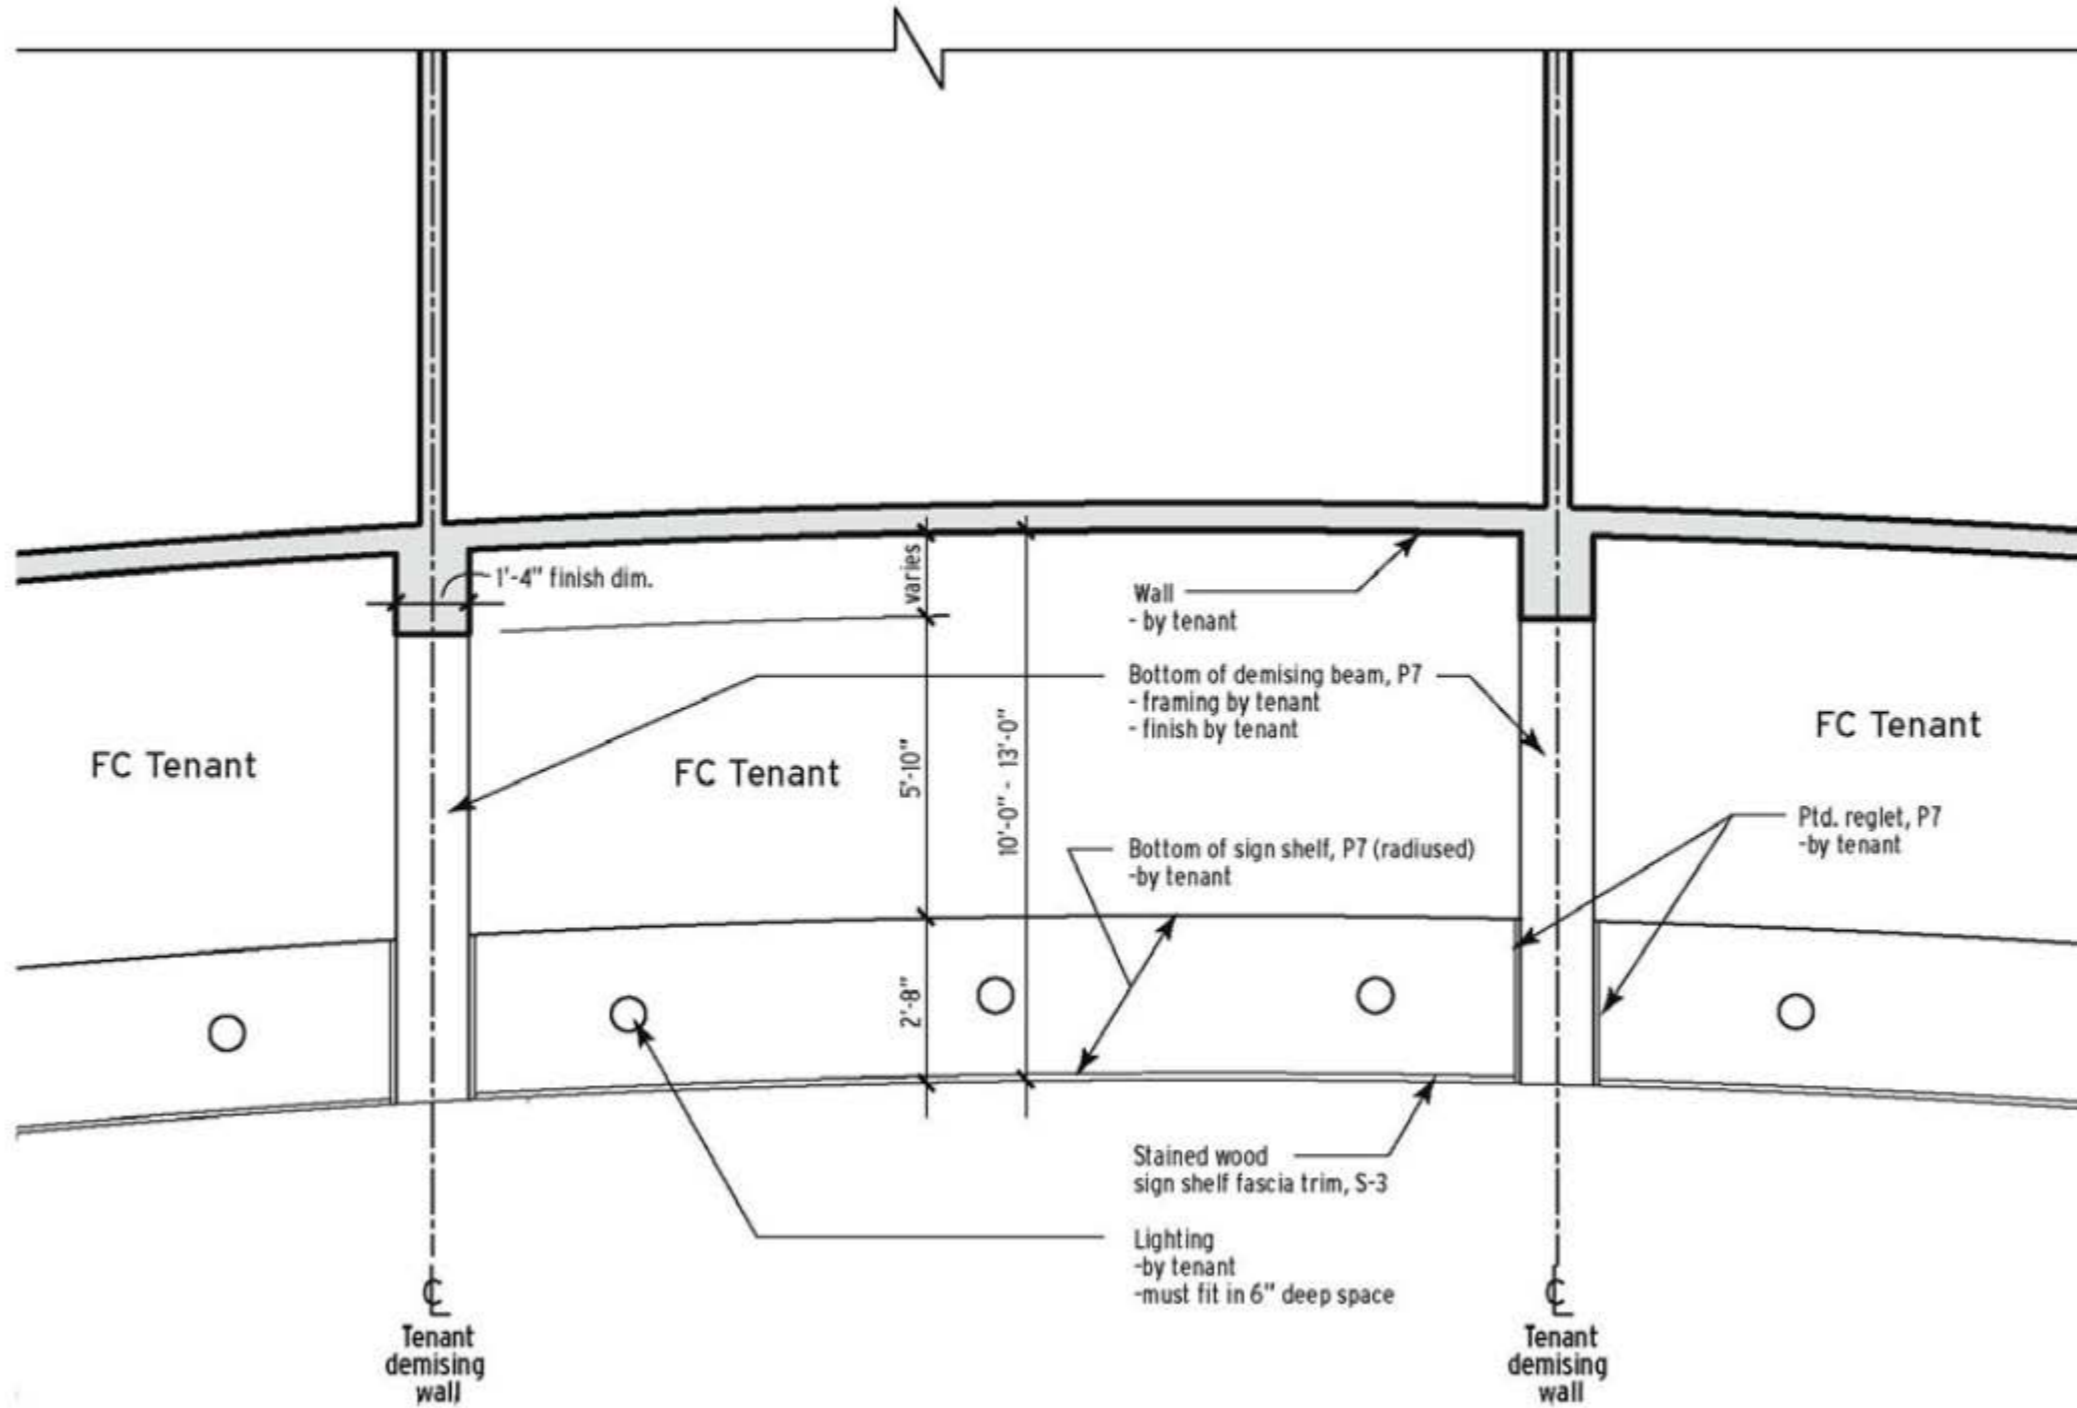 1'-4" finish dim.
varies
Wall
- by tenant
Bottom of demising beam, P7
- framing by tenant
- finish by tenant
FC Tenant
FC Tenant
FC Tenant
5'-10"
10'-0" - 13'-0"
Ptd. reglet, P7
-by tenant
Bottom of sign shelf, P7 (radiused)
-by tenant
2'-8"
Stained wood
sign shelf fascia trim, S-3
Lighting
-by tenant
-must fit in 6" deep space
℄
Tenant
demising
wall
℄
Tenant
demising
wall